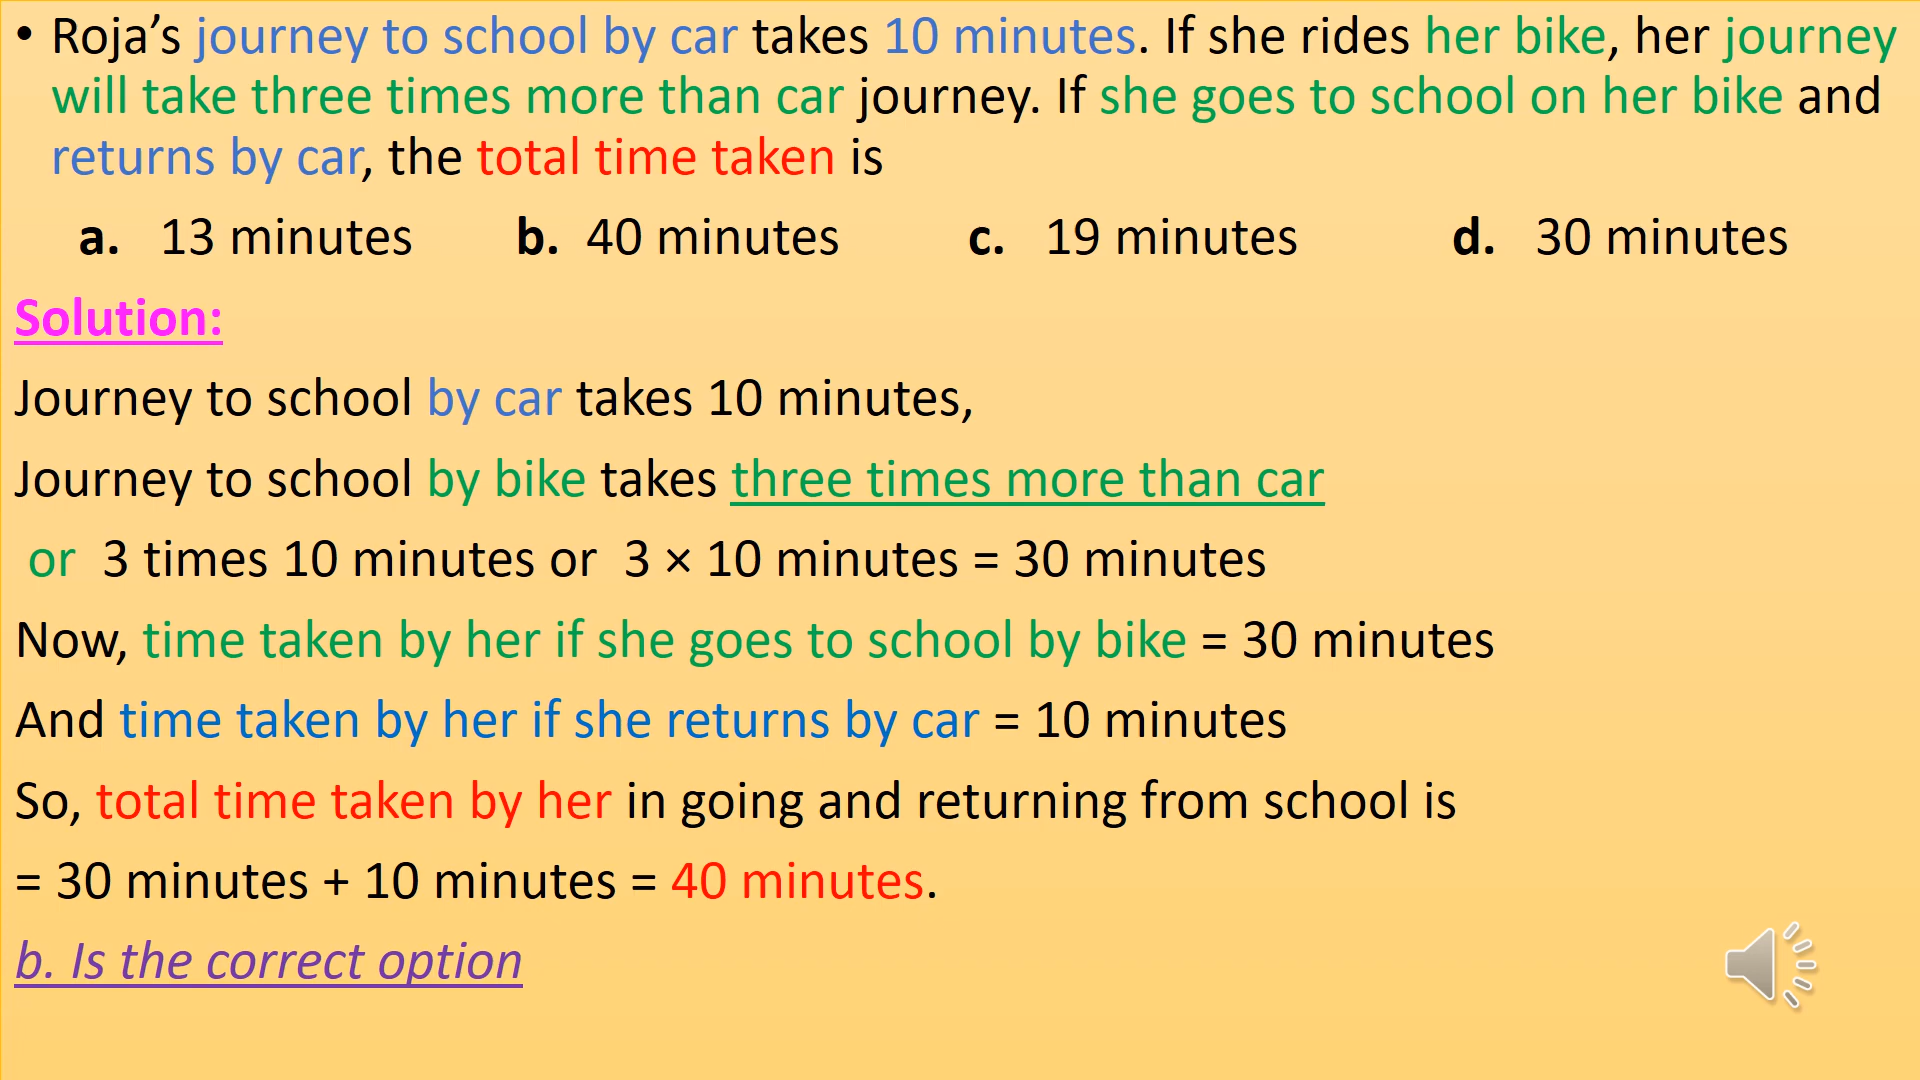 • Roja’s journey to school by car takes 10 minutes. If she rides her bike, her journey
will take three times more than car journey. If she goes to school on her bike and
returns by car, the total time taken is
a. 13 minutes b. 40 minutes c. 19 minutes d. 30 minutes
Solution:
Journey to school by car takes 10 minutes,
Journey to school by bike takes three times more than car
or 3 times 10 minutes or 3 × 10 minutes = 30 minutes
Now, time taken by her if she goes to school by bike = 30 minutes
And time taken by her if she returns by car = 10 minutes
So, total time taken by her in going and returning from school is
= 30 minutes + 10 minutes = 40 minutes.
b. Is the correct option